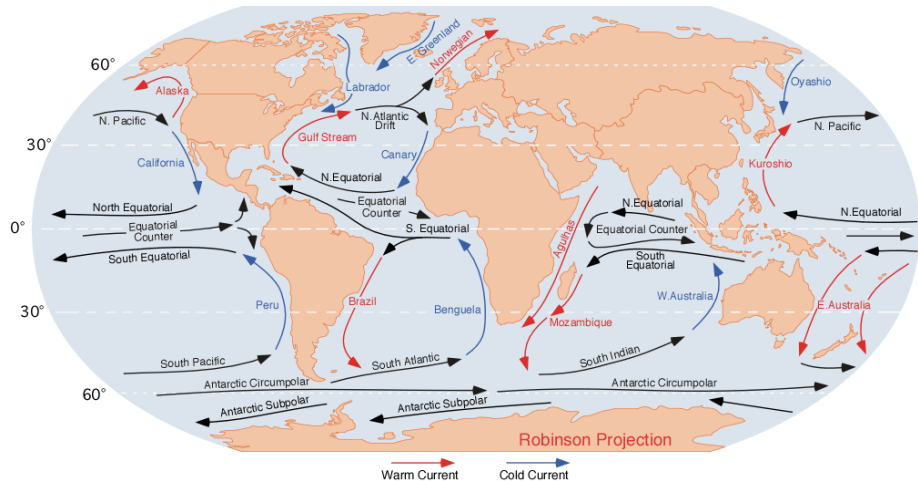 E. Greenland
Norwegian
60°
Alaska
Labrador
Oyashio
N. Pacific
N. Atlantic
Drift
N. Pacific
Gulf Stream
30°
California
Canary
Kuroshio
N.Equatorial
North Equatorial
Equatorial
Counter
N.Equatorial
N.Equatorial
0°
Equatorial
Counter
S. Equatorial
Agulhas
Equatorial Counter
South Equatorial
South
Equatorial
Peru
Brazil
Benguela
W.Australia
E.Australia
30°
Mozambique
South Pacific
South Atlantic
South Indian
Antarctic Circumpolar
Antarctic Circumpolar
60°
Antarctic Subpolar
Antarctic Subpolar
Robinson Projection
Warm Current
Cold Current